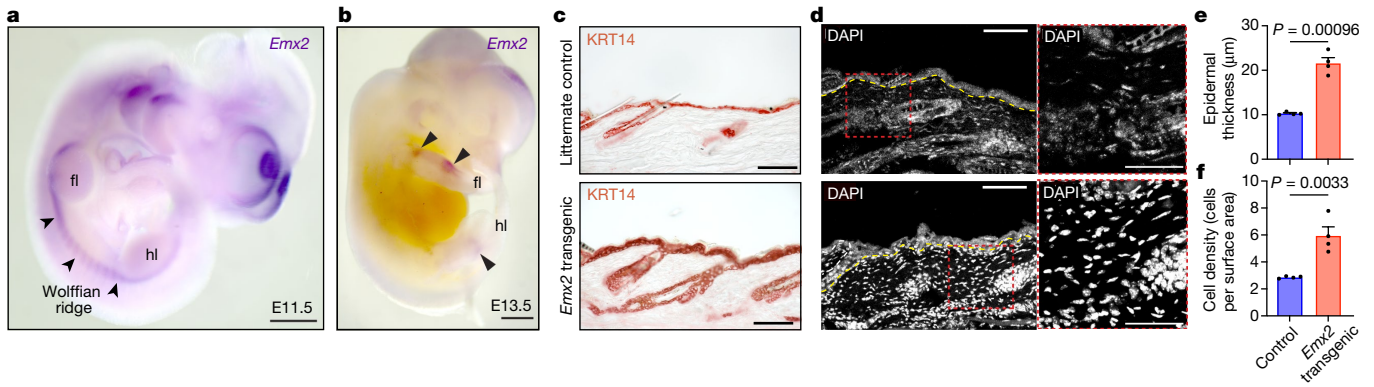 a
Emx2
fl
hl
Wolffian
ridge
E11.5
b
Emx2
fl
hl
E13.5
c
Littermate control
KRT14
Emx2 transgenic
KRT14
d
DAPI
DAPI
DAPI
DAPI
e
Epidermal
thickness (μm)
30
20
10
0
P = 0.00096
f
Cell density (cells
per surface area)
10
8
6
4
2
0
P = 0.0033
Control
Emx2
transgenic